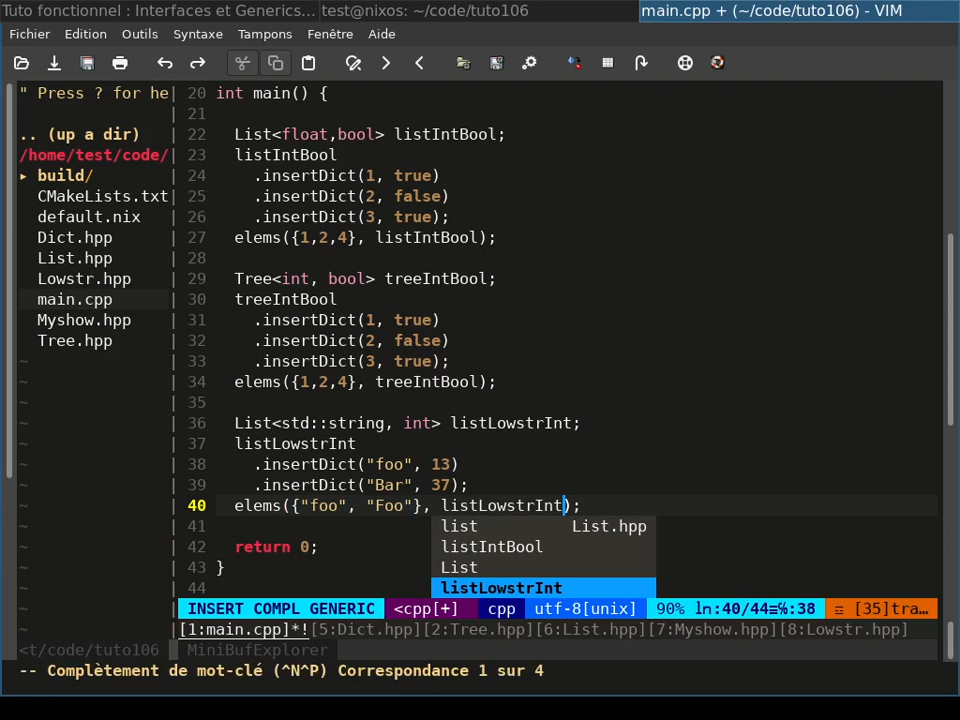 Tuto fonctionnel : Interfaces et Generics... test@nixos: ~/code/tuto106 main.cpp + (~/code/tuto106) - VIM
Fichier Edition Outils Syntaxe Tampons Fenêtre Aide
" Press ? for he| 20 int main() {
| 21
.. (up a dir) | 22 List<float,bool> listIntBool;
/home/test/code/| 23 listIntBool
▸ build/ | 24 .insertDict(1, true)
CMakeLists.txt| 25 .insertDict(2, false)
default.nix | 26 .insertDict(3, true);
Dict.hpp | 27 elems({1,2,4}, listIntBool);
List.hpp | 28
Lowstr.hpp | 29 Tree<int, bool> treeIntBool;
main.cpp | 30 treeIntBool
Myshow.hpp | 31 .insertDict(1, true)
Tree.hpp | 32 .insertDict(2, false)
~ | 33 .insertDict(3, true);
~ | 34 elems({1,2,4}, treeIntBool);
~ | 35
~ | 36 List<std::string, int> listLowstrInt;
~ | 37 listLowstrInt
~ | 38 .insertDict("foo", 13)
~ | 39 .insertDict("Bar", 37);
~ | 40 elems({"foo", "Foo"}, listLowstrInt);
~ | 41 list List.hpp
~ | 42 return 0; listIntBool
~ | 43 } List
~ | 44 listLowstrInt
~ | INSERT COMPL GENERIC <cpp[+] cpp utf-8[unix] 90% ln:40/44≡℅:38 ☲ [35]tra…
~ | [1:main.cpp]*![5:Dict.hpp][2:Tree.hpp][6:List.hpp][7:Myshow.hpp][8:Lowstr.hpp]
<t/code/tuto106 MiniBufExplorer
-- Complètement de mot-clé (^N^P) Correspondance 1 sur 4